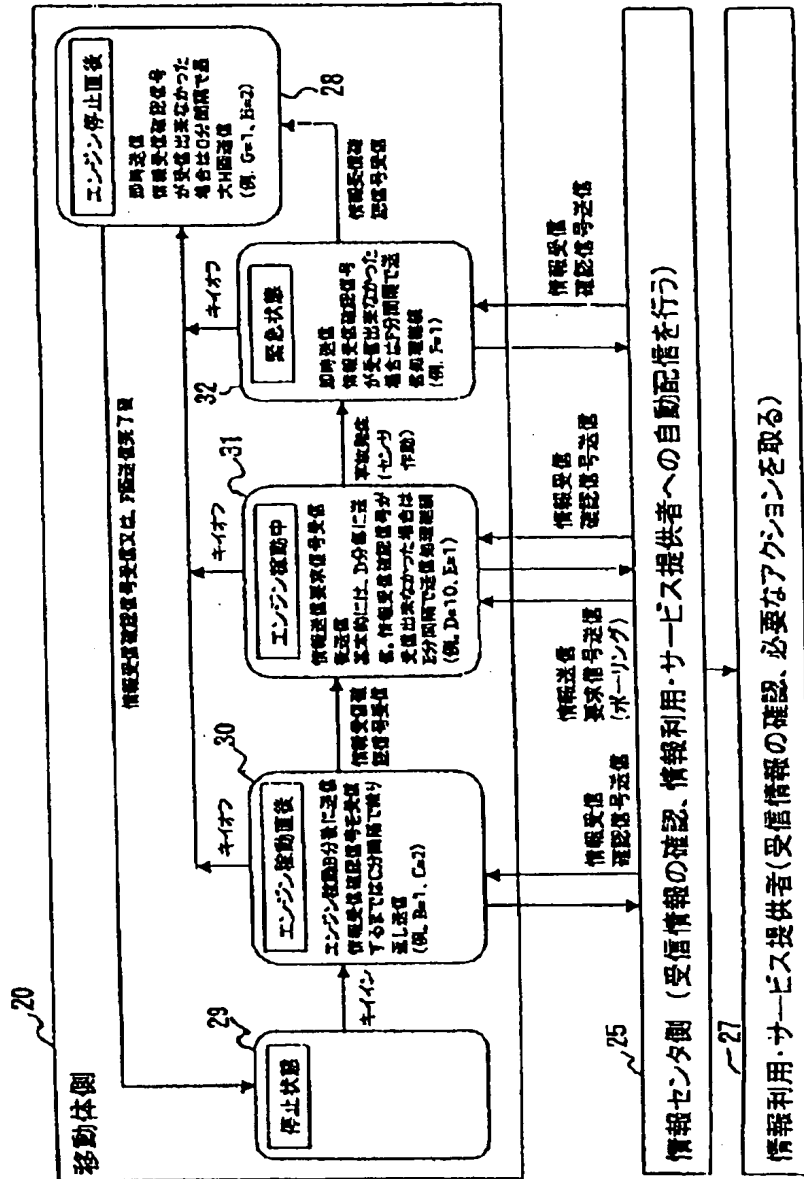 20
移動体側
情報受信確認信号受信又は、F回送信完了後
29
停止状態
キイイン
30
エンジン稼動直後
エンジン稼動B分後に送信
情報受信確認信号を受信
するまではC分間隔で繰り
返し送信
(例. B=1、C=2)
キイオフ
情報受信確
認信号受信
31
エンジン稼動中
情報送信要求信号受信
後送信
基本的には、D分毎に送
信。情報受信確認信号が
受信出来なかった場合は
E分間隔で送信処理継続
(例. D=10、E=1)
キイオフ
事故発生
(センサ
作動)
32
緊急状態
即時送信
情報受信確認信号
が受信出来なかった
場合はF分間隔で送
信処理継続
(例. F=1)
キイオフ
情報受信確
認信号受信
エンジン停止直後
即時送信
情報受信確認信号
が受信出来なかった
場合はG分間隔で最
大H回送信
(例. G=1、H=2)
28
情報受信
確認信号送信
情報送信
要求信号送信
(ポーリング)
情報受信
確認信号送信
情報受信
確認信号送信
25
情報センタ側 (受信情報の確認、情報利用・サービス提供者への自動配信を行う)
27
情報利用・サービス提供者(受信情報の確認、必要なアクションを取る)